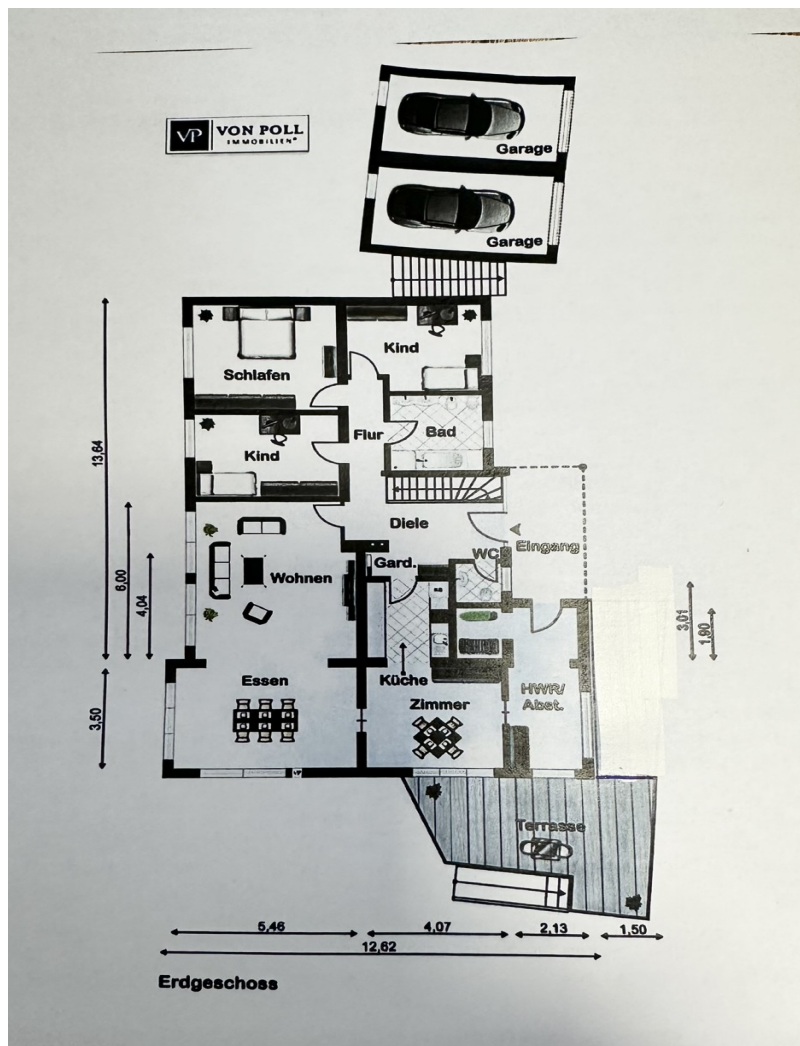 VP VON POLL
IMMOBILIEN®
Garage
Garage
Kind
Schlafen
Kind
Flur
Bad
Diele
Eingang
WC
Gard.
Wohnen
Küche
Essen
Zimmer
HWR/
Abst.
Terrasse
VP
13,64
6,00
4,04
3,50
3,01
1,90
5,46
4,07
2,13
1,50
12,62
Erdgeschoss